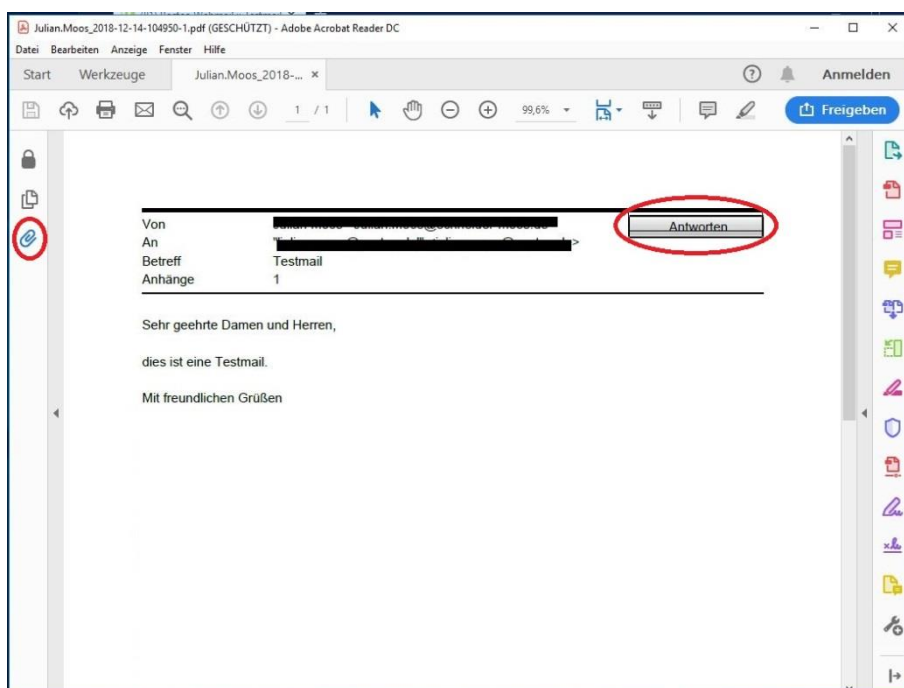 Julian.Moos_2018-12-14-104950-1.pdf (GESCHÜTZT) - Adobe Acrobat Reader DC
Datei Bearbeiten Anzeige Fenster Hilfe
Start Werkzeuge Julian.Moos_2018-... × Anmelden
1 / 1 99,6% Freigeben
Von Antworten
An >
Betreff Testmail
Anhänge 1
Sehr geehrte Damen und Herren,
dies ist eine Testmail.
Mit freundlichen Grüßen